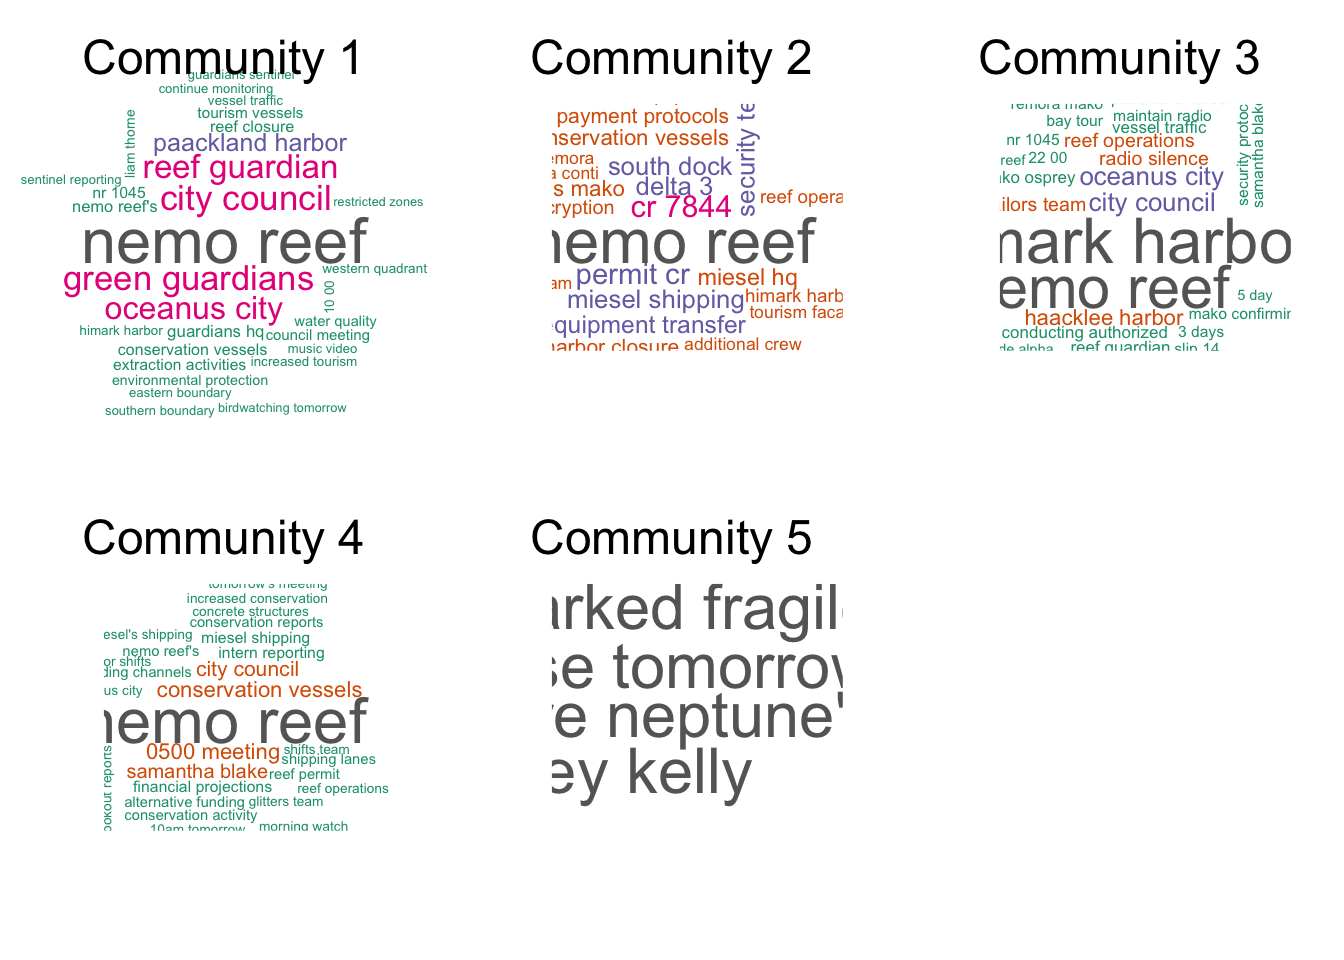 Community 1
guardians sentinel
continue monitoring
vessel traffic
tourism vessels
reef closure
liam thorne
paackland harbor
reef guardian
sentinel reporting
nr 1045
nemo reef's
city council
restricted zones
nemo reef
green guardians
western quadrant
oceanus city
10 00
water quality
himark harbor
guardians hq
council meeting
conservation vessels
music video
extraction activities
increased tourism
environmental protection
eastern boundary
southern boundary
birdwatching tomorrow
Community 2
payment protocols
security te
nservation vessels
emora
a conti
south dock
s mako
delta 3
cryption
cr 7844
reef opera
nemo reef
am
permit cr
miesel hq
miesel shipping
himark harb
tourism faca
equipment transfer
harbor closure
additional crew
Community 3
remora mako
bay tour
maintain radio
vessel traffic
security protoc
samantha blake
nr 1045
reef operations
reef
22 00
radio silence
ako osprey
oceanus city
ilors team
city council
mark harbo
emo reef
5 day
haacklee harbor
mako confirmin
conducting authorized
3 days
de alpha
reef guardian
slip 14
Community 4
tomorrow's meeting
increased conservation
concrete structures
conservation reports
esel's shipping
miesel shipping
nemo reef's
intern reporting
or shifts
ding channels
city council
us city
conservation vessels
nemo reef
0500 meeting
shifts team
shipping lanes
samantha blake
reef permit
financial projections
reef operations
alternative funding
glitters team
conservation activity
ookout reports
10am tomorrow
morning watch
Community 5
arked fragil
se tomorrow
ve neptune'
ey kelly